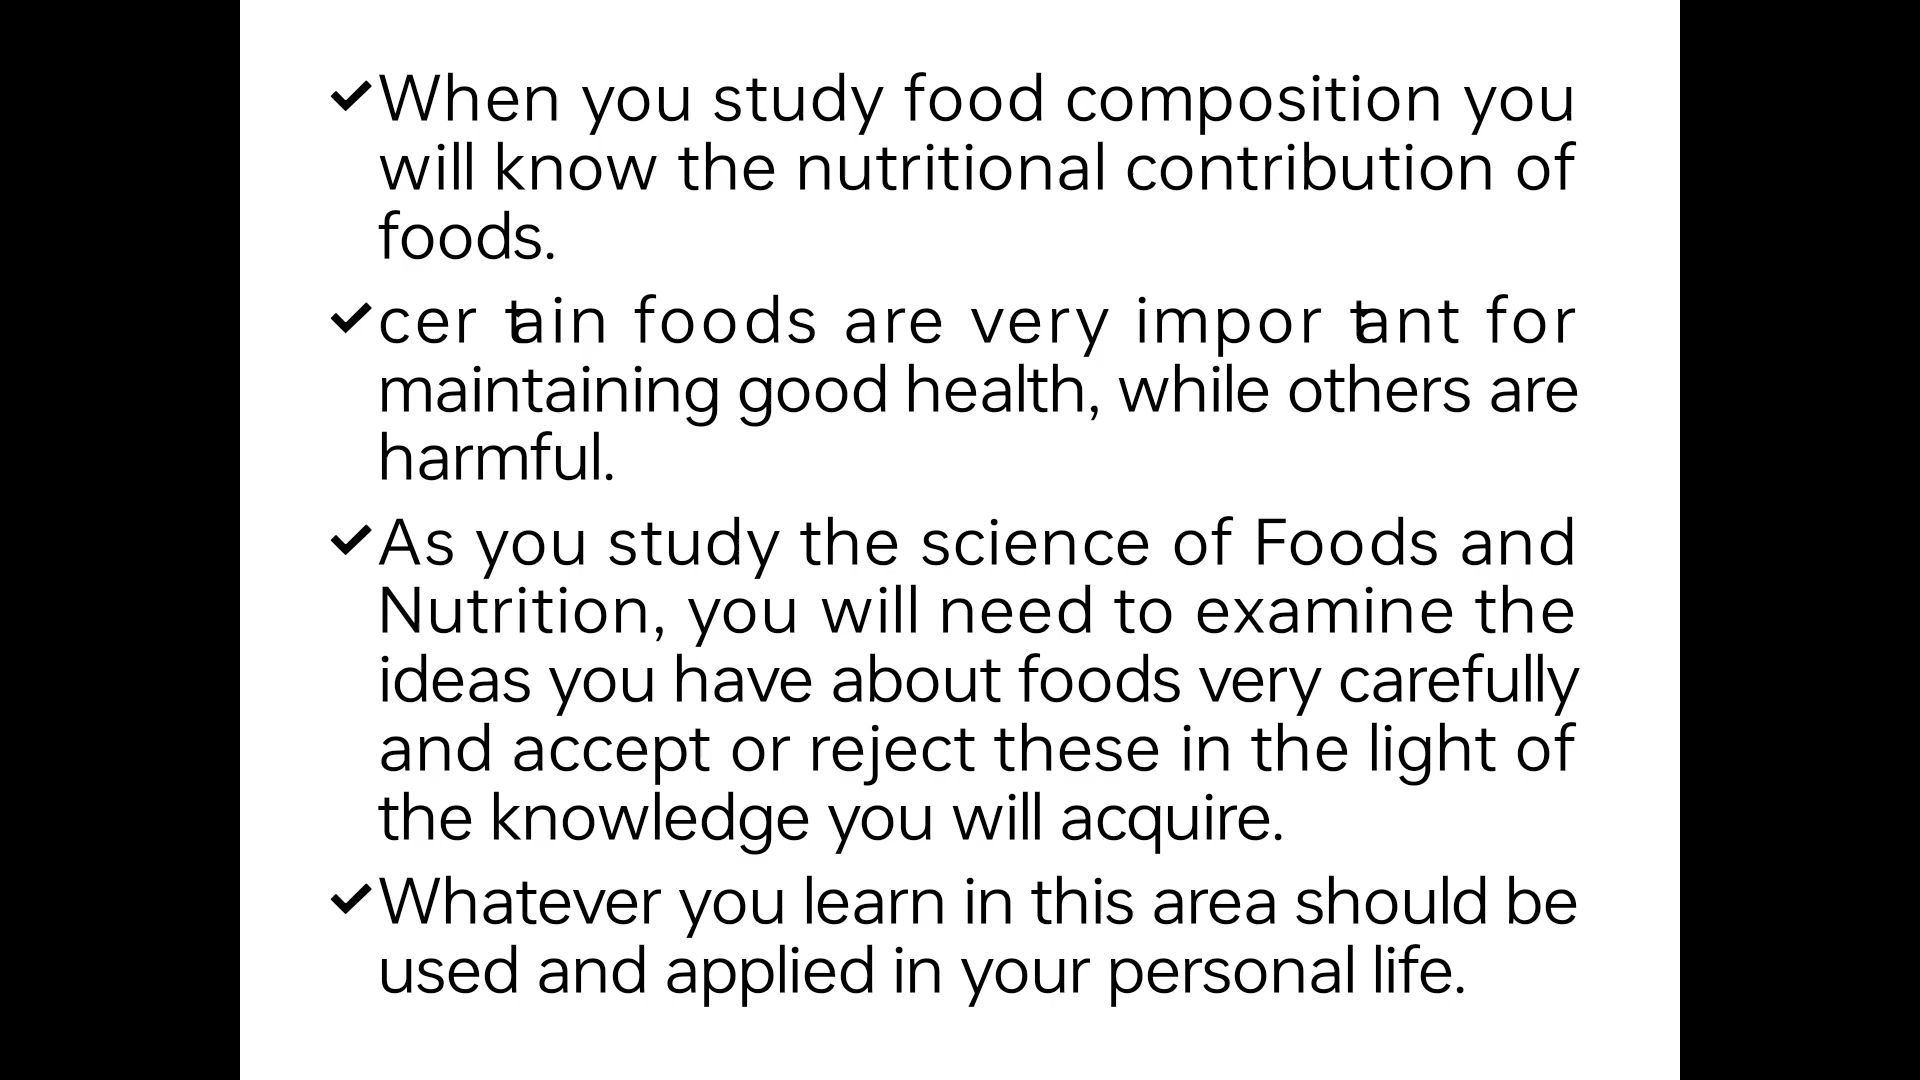 ✓When you study food composition you
will know the nutritional contribution of
foods.
✓cer tain foods are very impor tant for
maintaining good health, while others are
harmful.
✓As you study the science of Foods and
Nutrition, you will need to examine the
ideas you have about foods very carefully
and accept or reject these in the light of
the knowledge you will acquire.
✓Whatever you learn in this area should be
used and applied in your personal life.